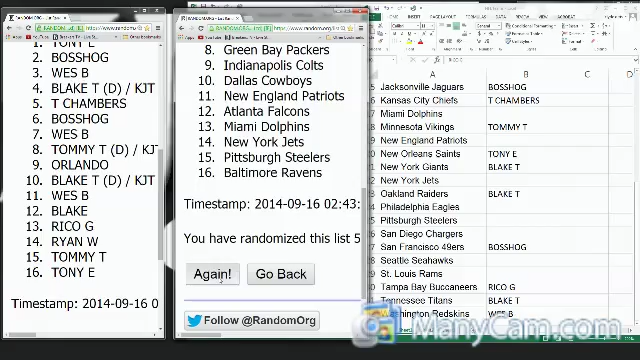 1. TONY E
2. BOSSHOG
3. WES B
4. BLAKE T (D) / KJT
5. T CHAMBERS
6. BOSSHOG
7. WES B
8. TOMMY T (D) / KJT
9. ORLANDO
10. BLAKE T (D) / KJT
11. WES B
12. BLAKE
13. RICO G
14. RYAN W
15. TOMMY T
16. TONY E
Timestamp: 2014-09-16 0
8. Green Bay Packers
9. Indianapolis Colts
10. Dallas Cowboys
11. New England Patriots
12. Atlanta Falcons
13. Miami Dolphins
14. New York Jets
15. Pittsburgh Steelers
16. Baltimore Ravens
Timestamp: 2014-09-16 02:43:
You have randomized this list 5
Again! Go Back
Follow @RandomOrg
A B C D
Jacksonville Jaguars BOSSHOG
Kansas City Chiefs T CHAMBERS
Miami Dolphins
Minnesota Vikings TOMMY T
New England Patriots
New Orleans Saints TONY E
New York Giants BLAKE T
New York Jets
Oakland Raiders BLAKE T
Philadelphia Eagles
Pittsburgh Steelers
San Diego Chargers
San Francisco 49ers BOSSHOG
Seattle Seahawks
St. Louis Rams
Tampa Bay Buccaneers RICO G
Tennessee Titans BLAKE T
Washington Redskins WES B
ManyCam.com